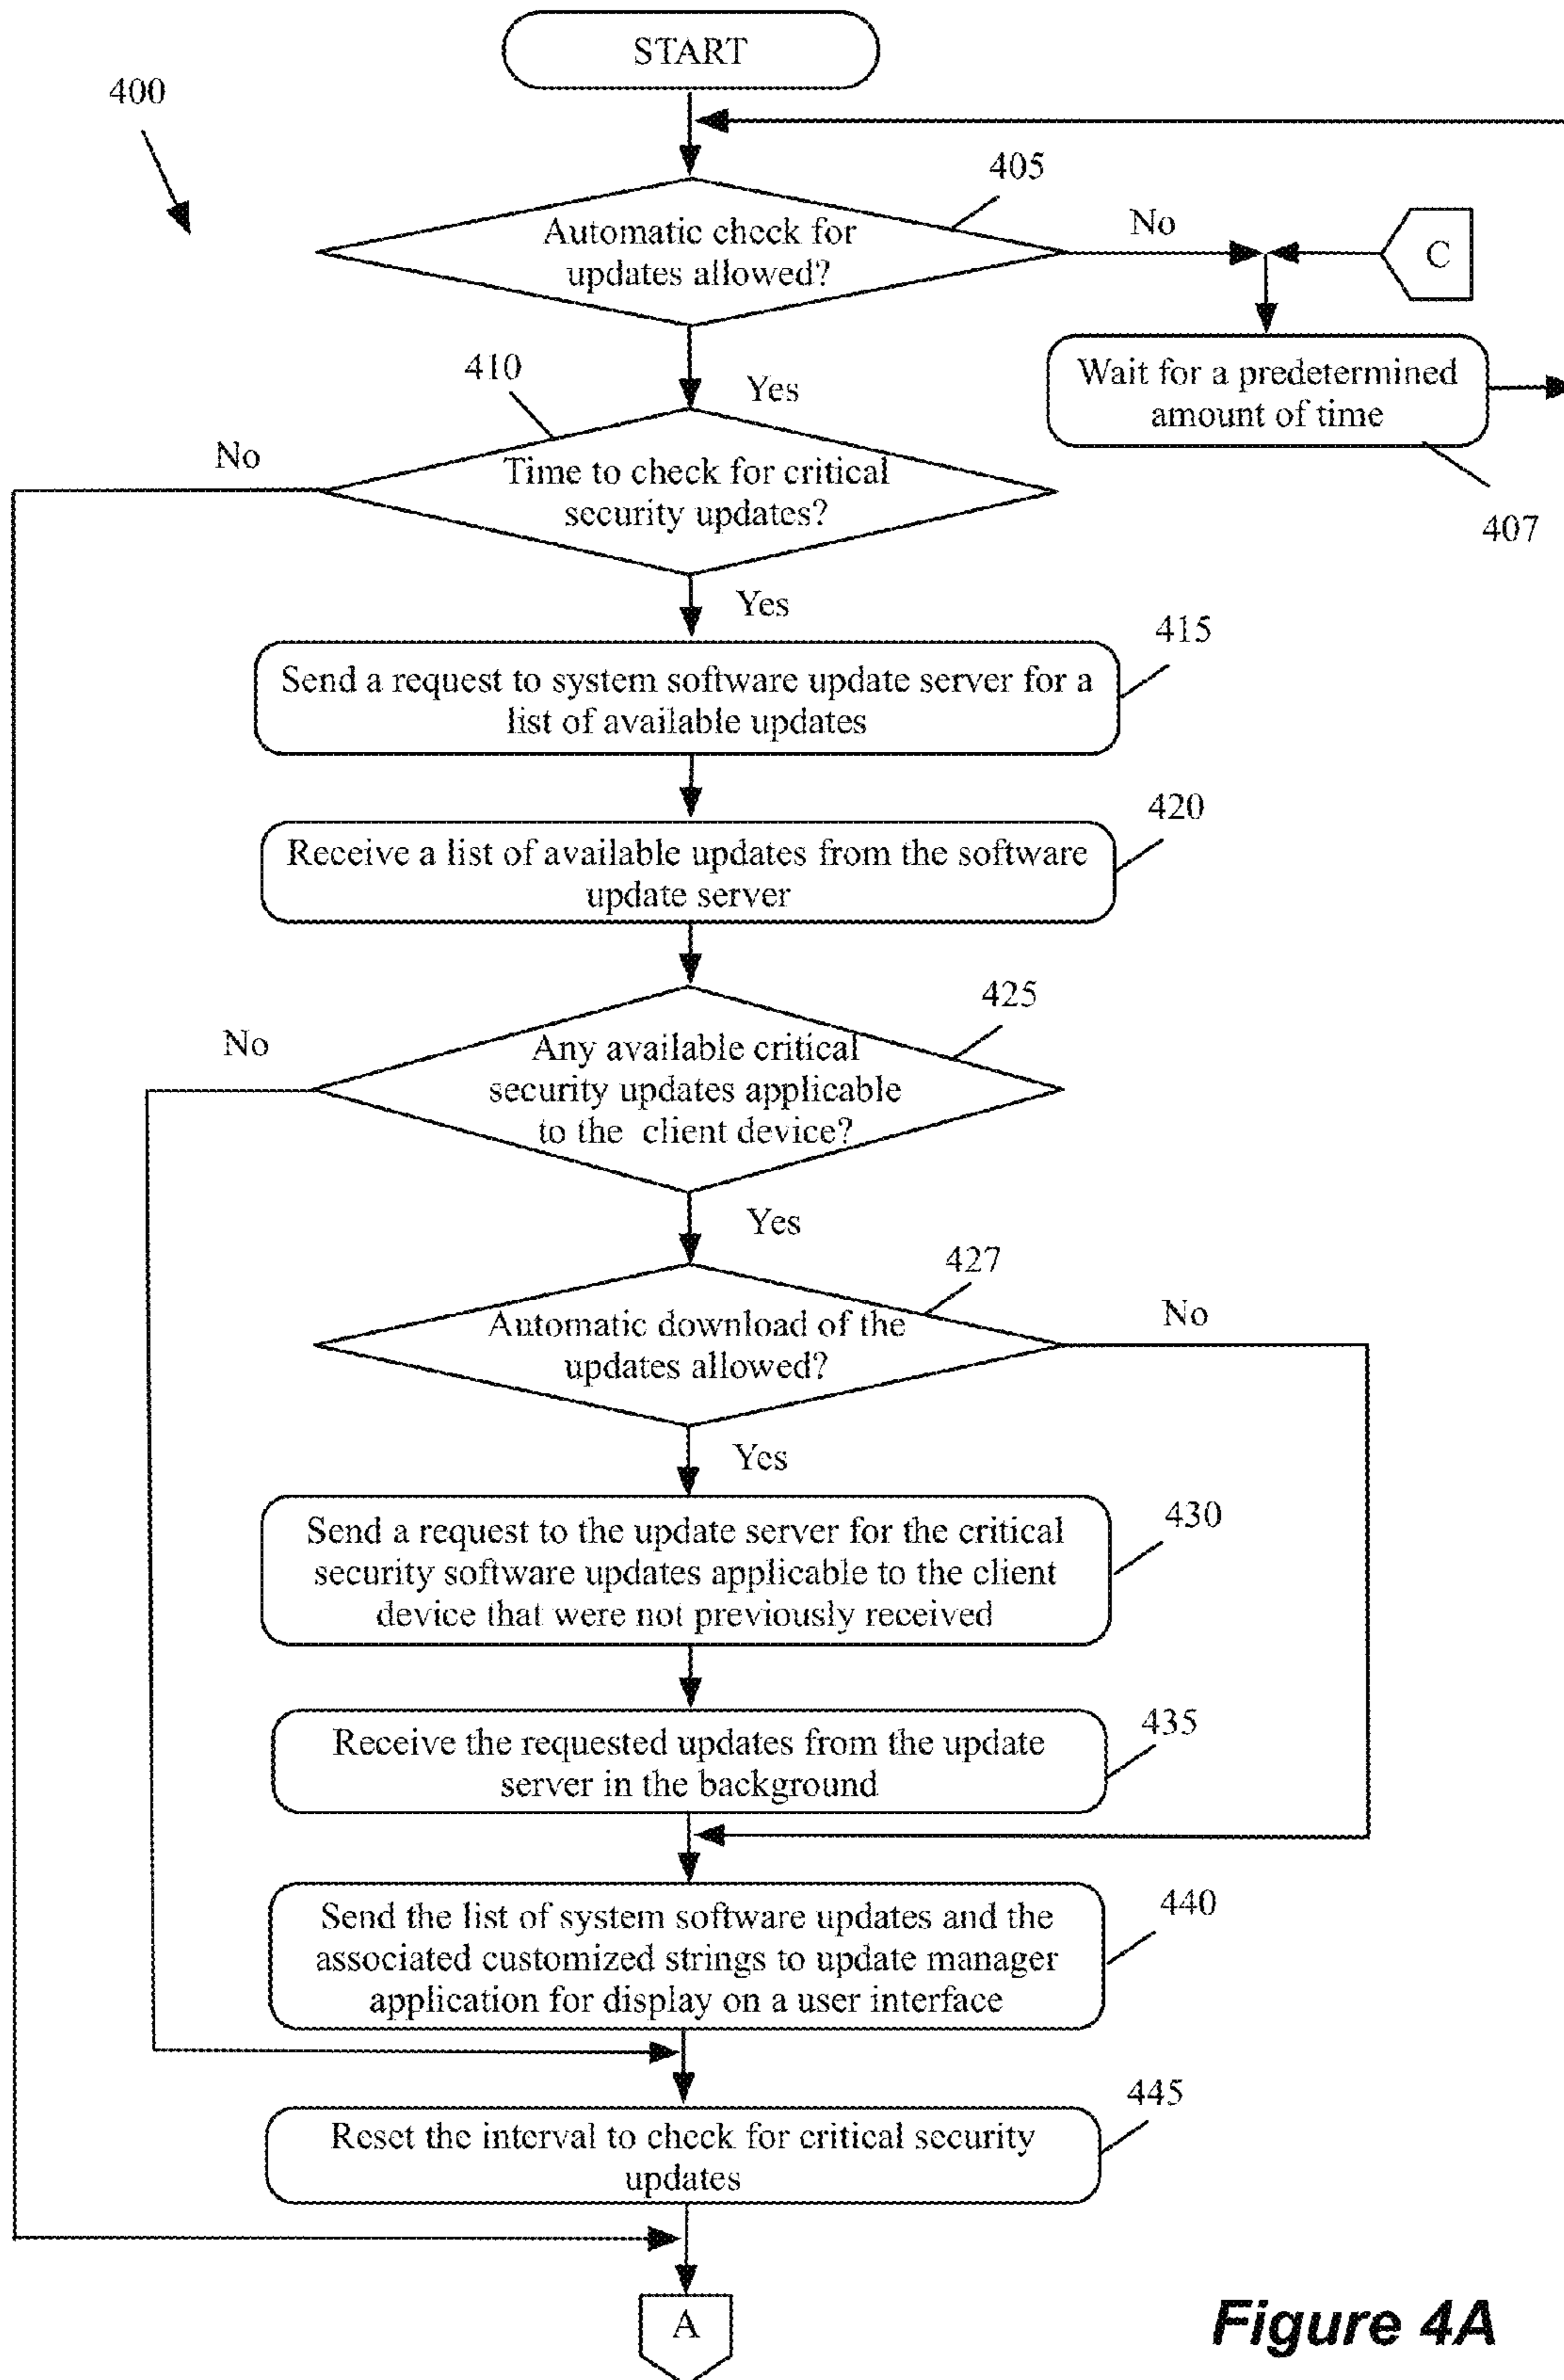 START
400
405
Automatic check for
updates allowed?
No
C
Wait for a predetermined
amount of time
407
Yes
410
No
Time to check for critical
security updates?
Yes
415
Send a request to system software update server for a
list of available updates
420
Receive a list of available updates from the software
update server
425
No
Any available critical
security updates applicable
to the client device?
Yes
427
Automatic download of the
updates allowed?
No
Yes
430
Send a request to the update server for the critical
security software updates applicable to the client
device that were not previously received
435
Receive the requested updates from the update
server in the background
440
Send the list of system software updates and the
associated customized strings to update manager
application for display on a user interface
445
Reset the interval to check for critical security
updates
A
Figure 4A